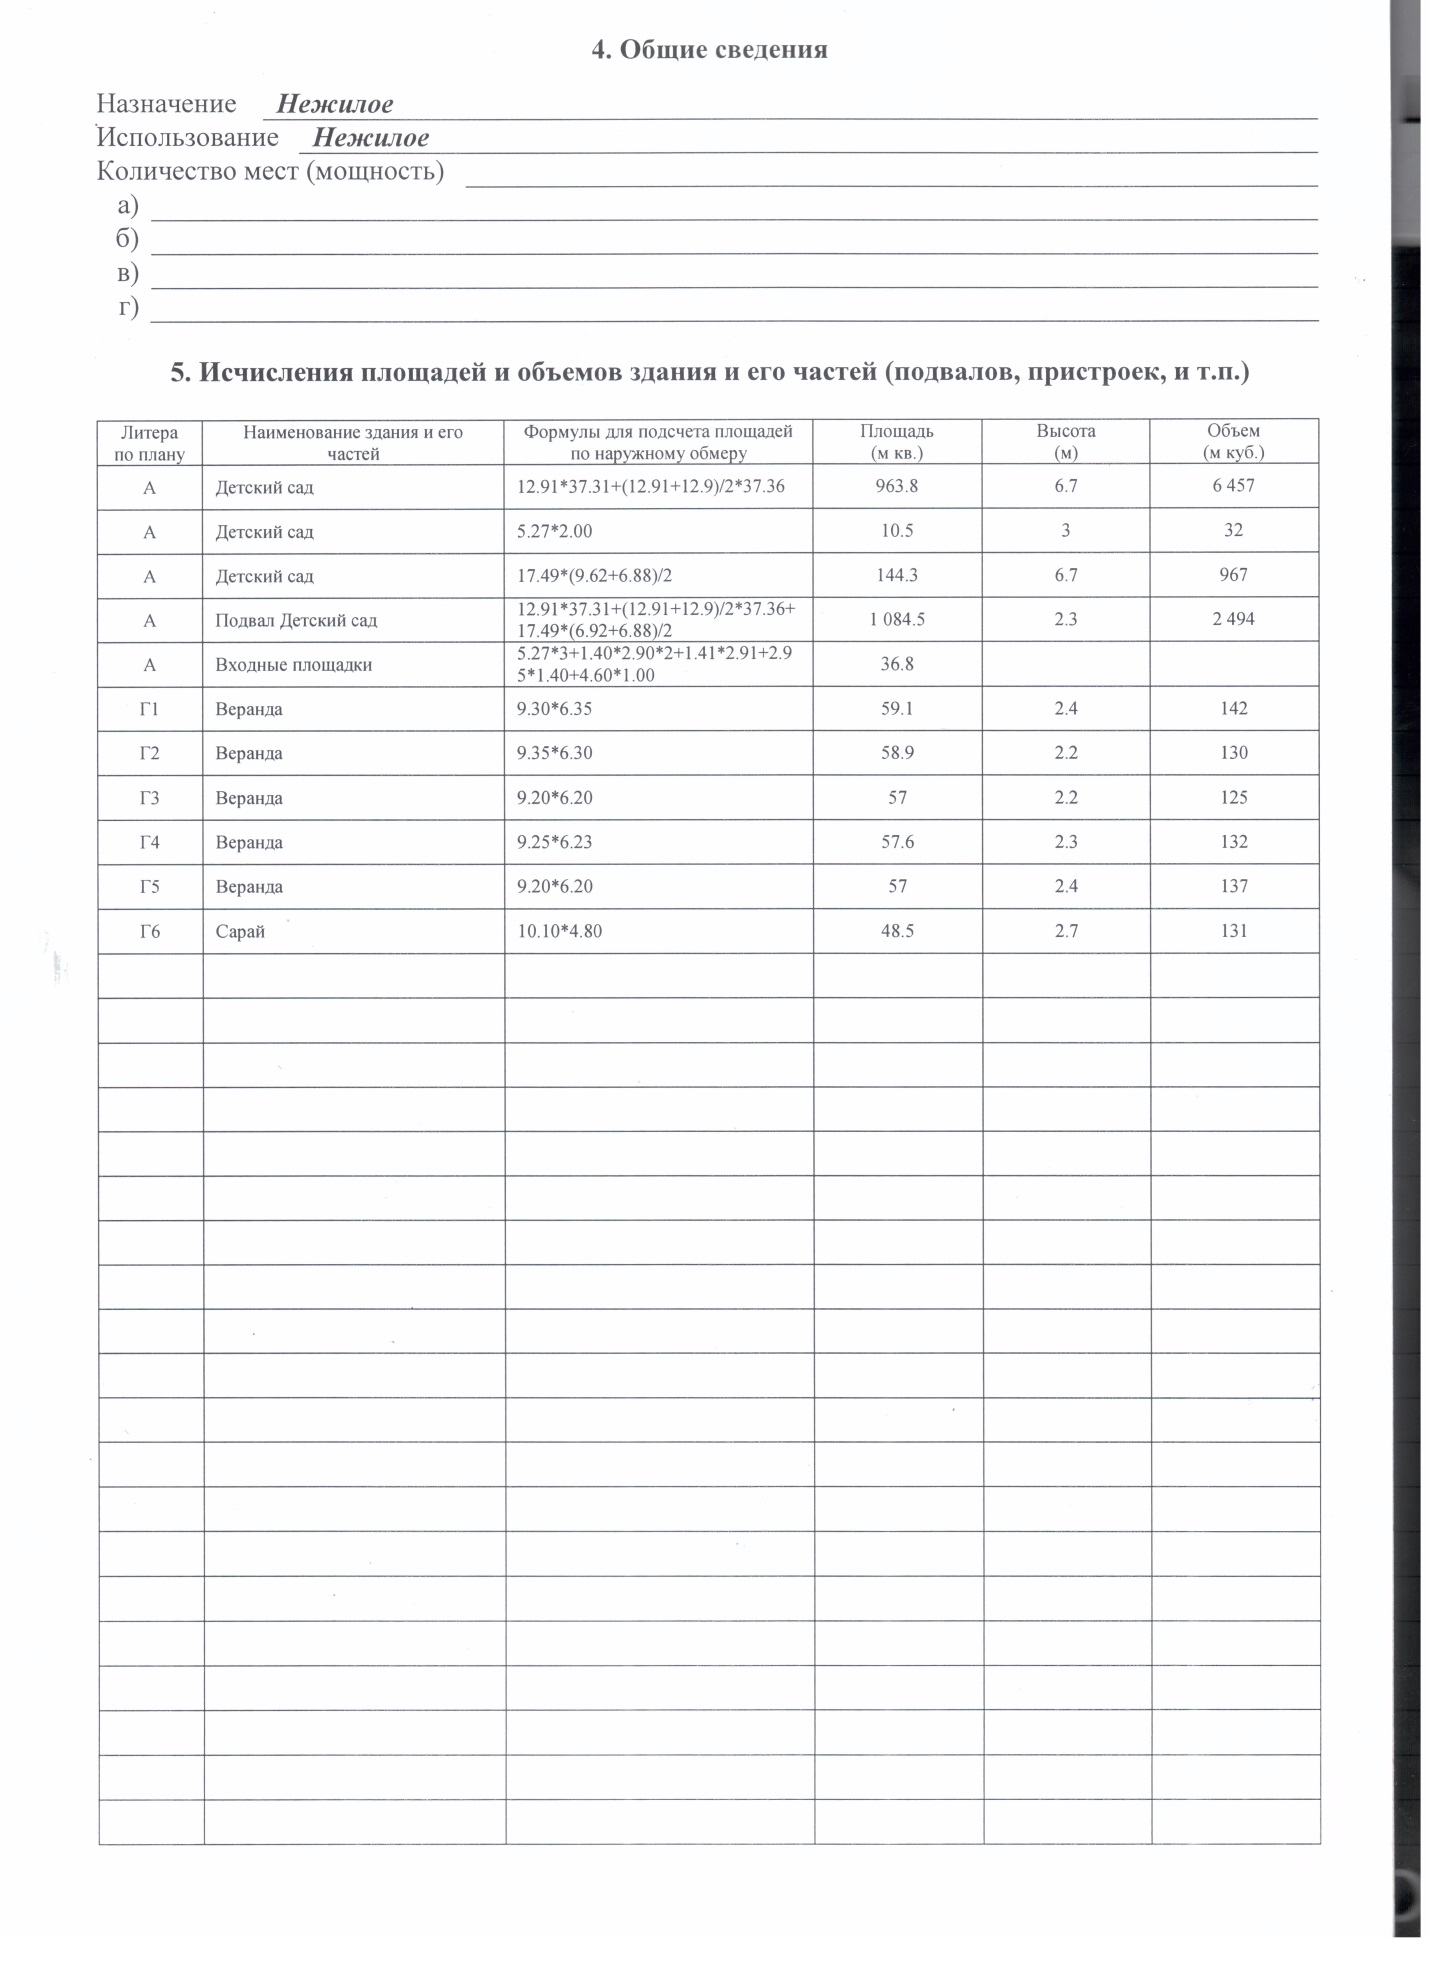 4. Общие сведения
Назначение Нежилое
Использование Нежилое
Количество мест (мощность)
а)
б)
в)
г)
5. Исчисления площадей и объемов здания и его частей (подвалов, пристроек, и т.п.)
Литера по плану Наименование здания и его частей Формулы для подсчета площадей по наружному обмеру Площадь (м кв.) Высота (м) Объем (м куб.)
А Детский сад 12.91*37.31+(12.91+12.9)/2*37.36 963.8 6.7 6 457
А Детский сад 5.27*2.00 10.5 3 32
А Детский сад 17.49*(9.62+6.88)/2 144.3 6.7 967
А Подвал Детский сад 12.91*37.31+(12.91+12.9)/2*37.36+ 17.49*(6.92+6.88)/2 1 084.5 2.3 2 494
А Входные площадки 5.27*3+1.40*2.90*2+1.41*2.91+2.9 5*1.40+4.60*1.00 36.8
Г1 Веранда 9.30*6.35 59.1 2.4 142
Г2 Веранда 9.35*6.30 58.9 2.2 130
Г3 Веранда 9.20*6.20 57 2.2 125
Г4 Веранда 9.25*6.23 57.6 2.3 132
Г5 Веранда 9.20*6.20 57 2.4 137
Г6 Сарай 10.10*4.80 48.5 2.7 131